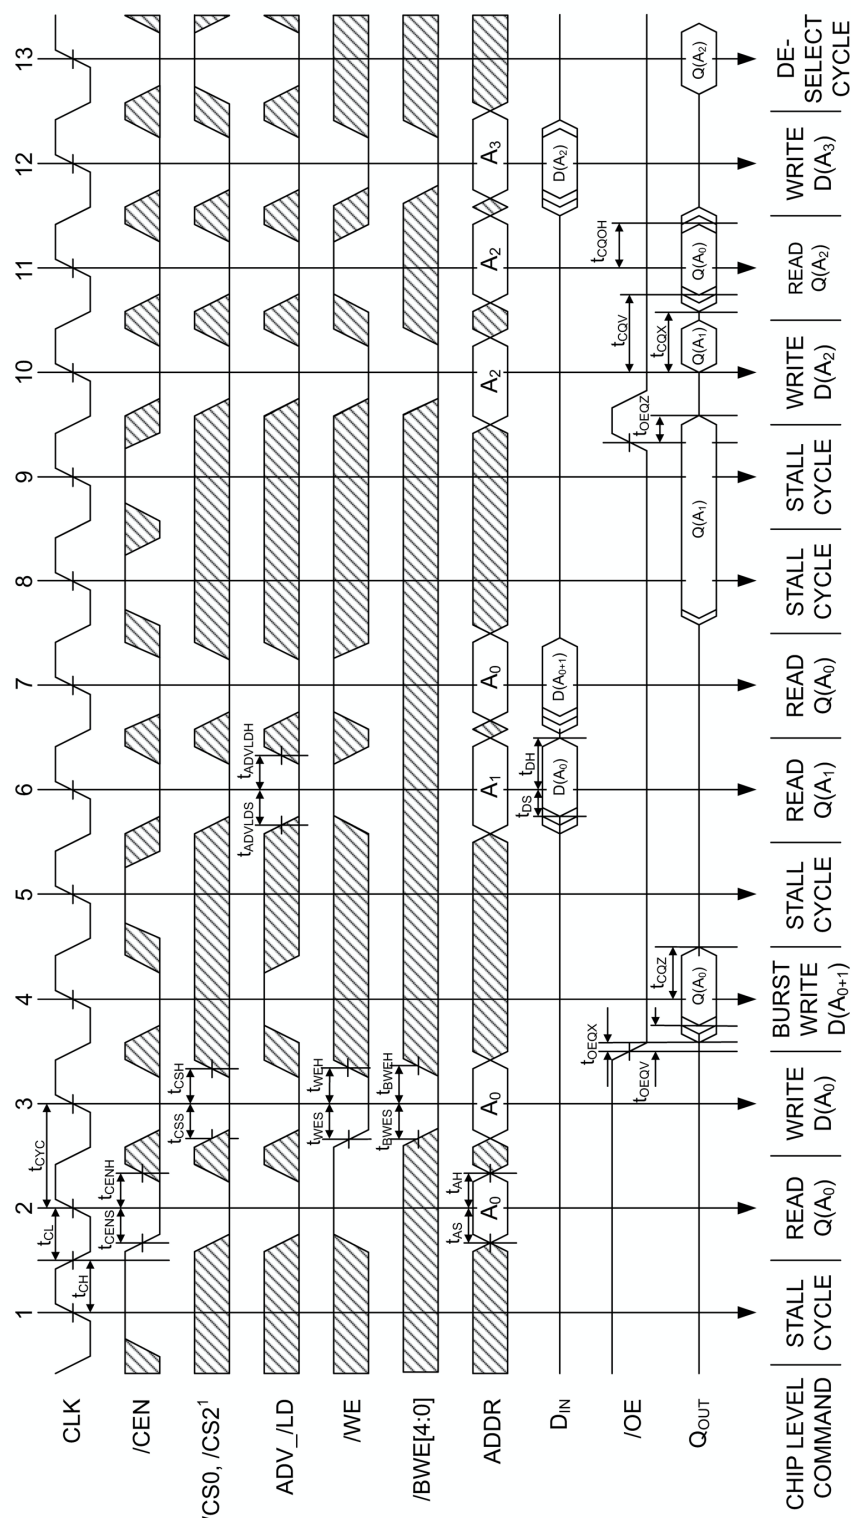 1 2 3 4 5 6 7 8 9 10 11 12 13
CLK
tCH
tCL
tCYC
/CEN
tCENS
tCENH
/CS0, /CS2¹
tCSS
tCSH
ADV_/LD
tADVLDS
tADVLDH
/WE
tWES
tWEH
/BWE[4:0]
tBWES
tBWEH
ADDR
tAS
tAH
A0 A0 A1 A0 A2 A2 A3
DIN
tDS
tDH
D(A0) D(A0+1) D(A2)
/OE
tOEQX
tOEQV
tOEQZ
tCQV
tCQOH
QOUT
tCQZ
tCQX
Q(A0) Q(A1) Q(A1) Q(A0) Q(A2)
CHIP LEVEL
COMMAND
STALL
CYCLE
READ
Q(A0)
WRITE
D(A0)
BURST
WRITE
D(A0+1)
STALL
CYCLE
READ
Q(A1)
READ
Q(A0)
STALL
CYCLE
STALL
CYCLE
WRITE
D(A2)
READ
Q(A2)
WRITE
D(A3)
DE-
SELECT
CYCLE